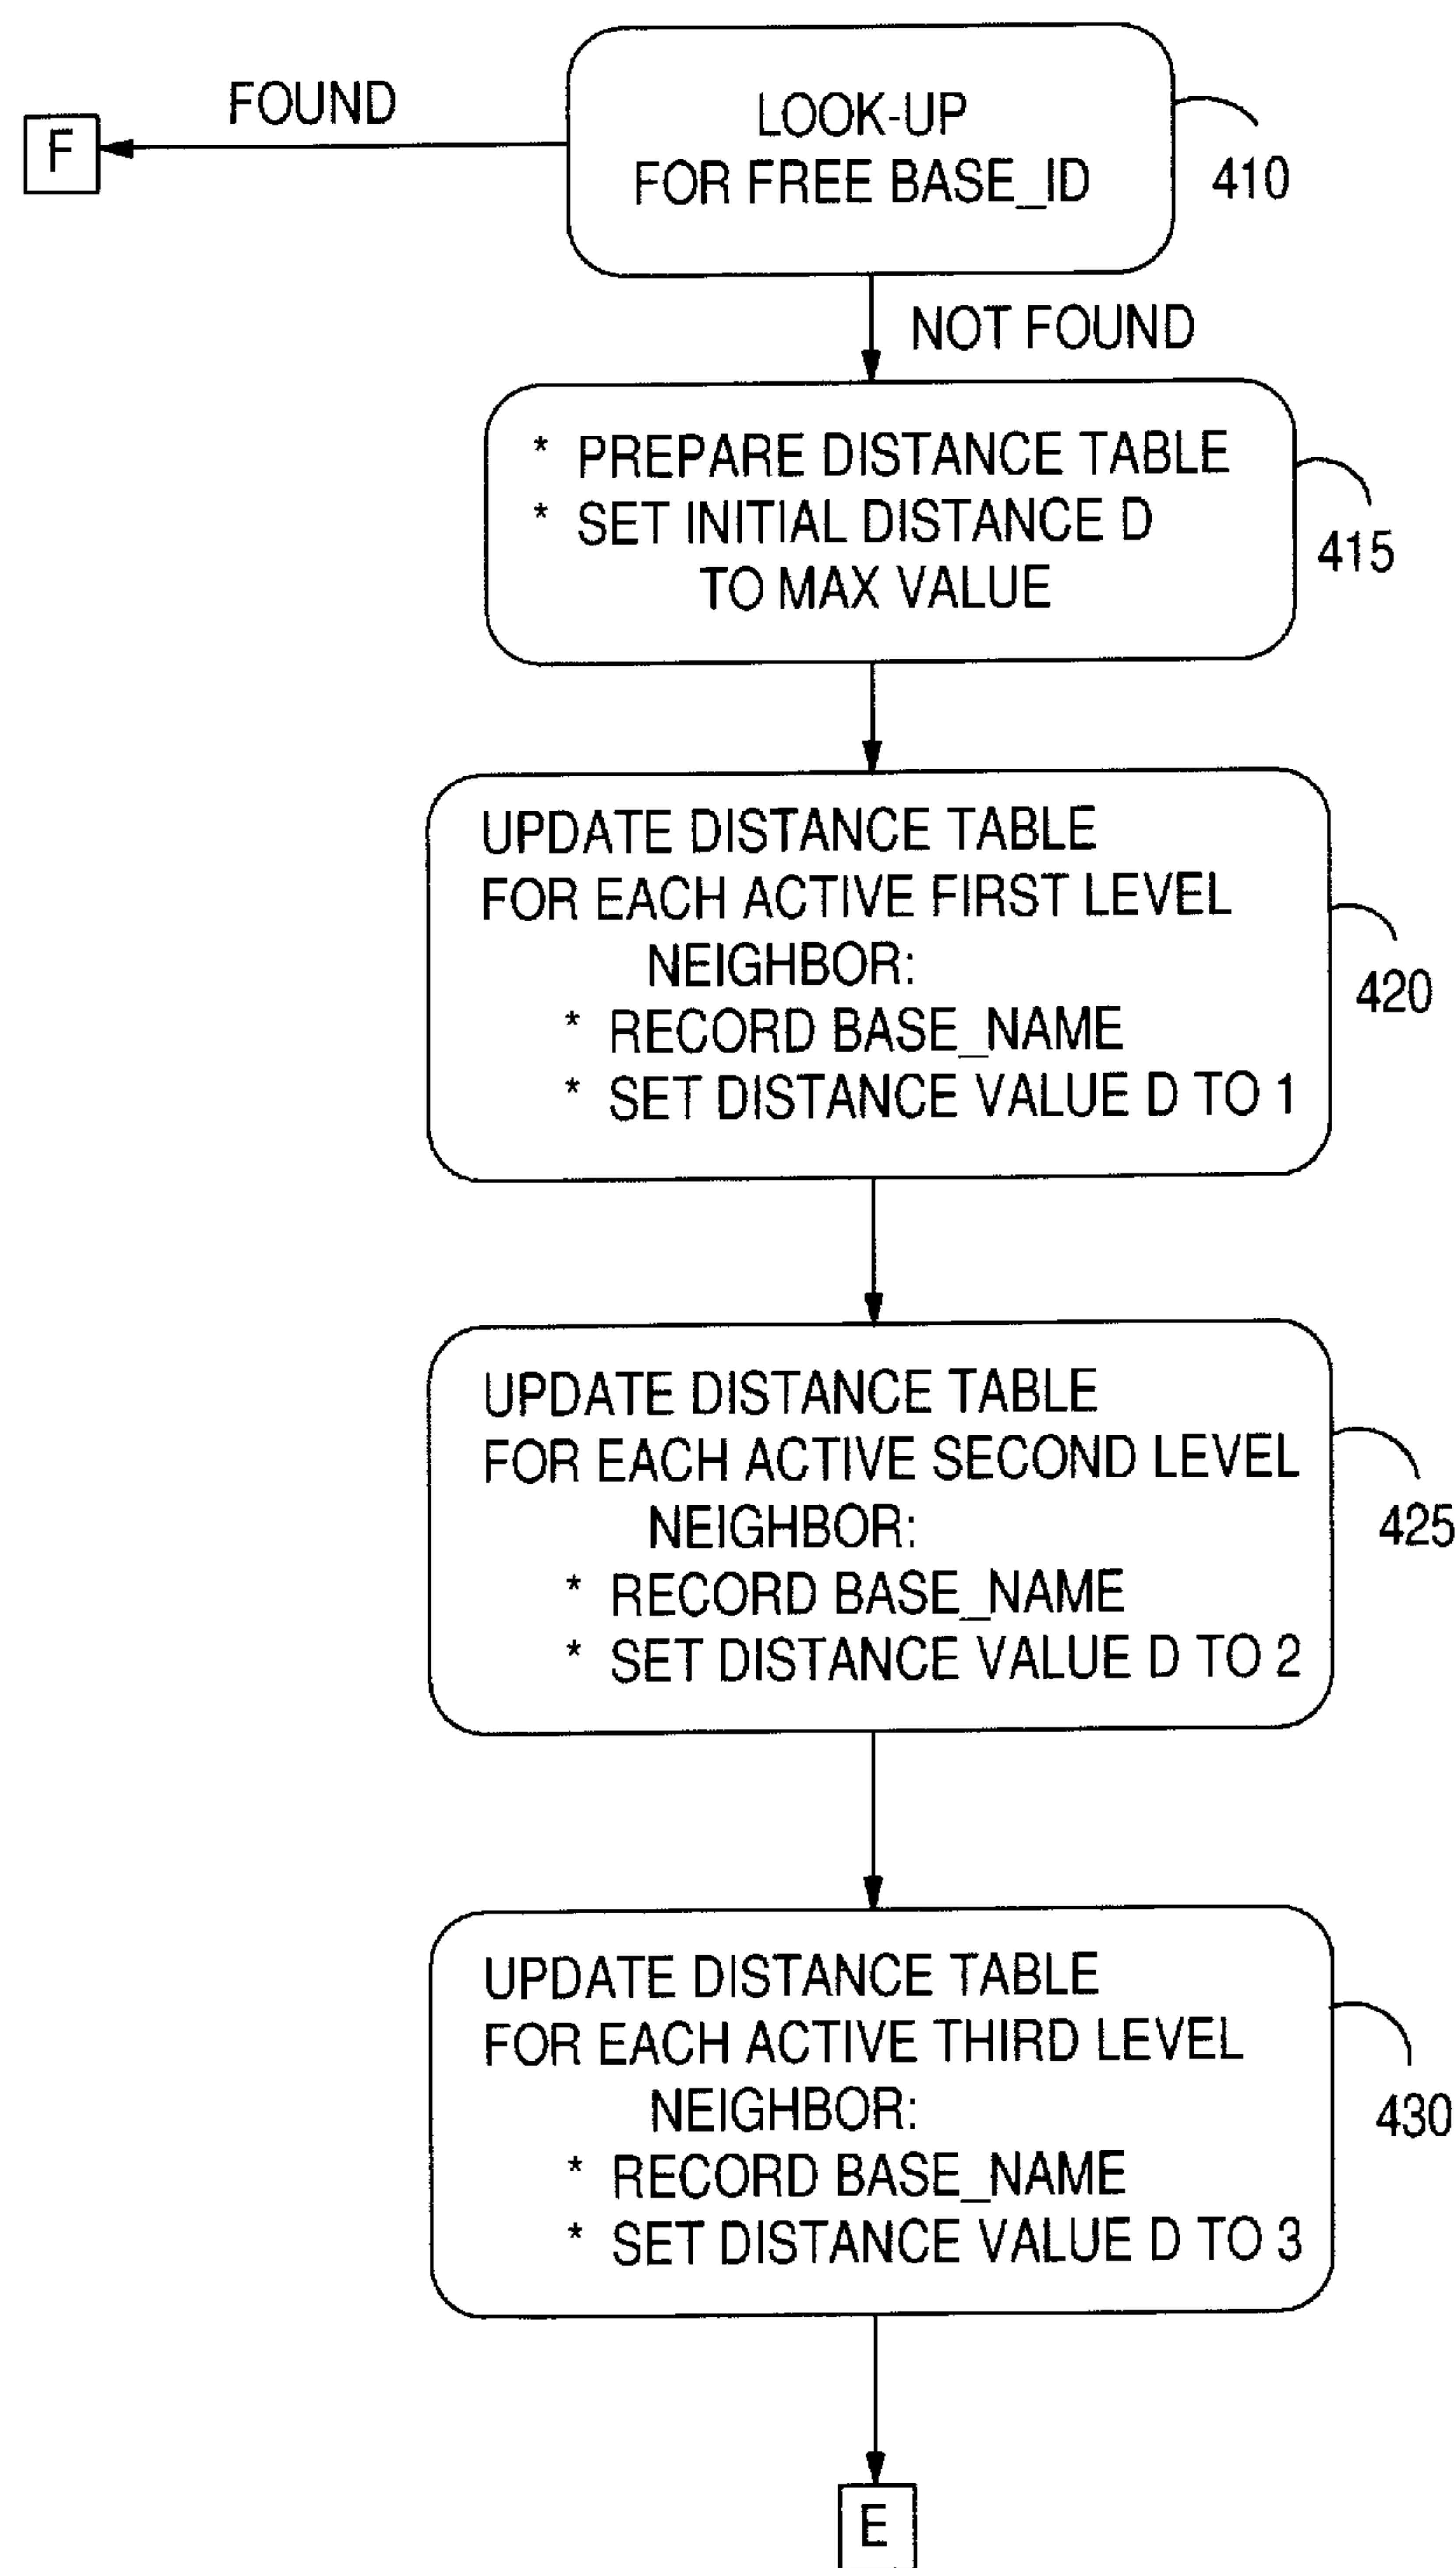 FOUND
F
LOOK-UP
FOR FREE BASE_ID
410
NOT FOUND
* PREPARE DISTANCE TABLE
* SET INITIAL DISTANCE D
TO MAX VALUE
415
UPDATE DISTANCE TABLE
FOR EACH ACTIVE FIRST LEVEL
NEIGHBOR:
* RECORD BASE_NAME
* SET DISTANCE VALUE D TO 1
420
UPDATE DISTANCE TABLE
FOR EACH ACTIVE SECOND LEVEL
NEIGHBOR:
* RECORD BASE_NAME
* SET DISTANCE VALUE D TO 2
425
UPDATE DISTANCE TABLE
FOR EACH ACTIVE THIRD LEVEL
NEIGHBOR:
* RECORD BASE_NAME
* SET DISTANCE VALUE D TO 3
430
E